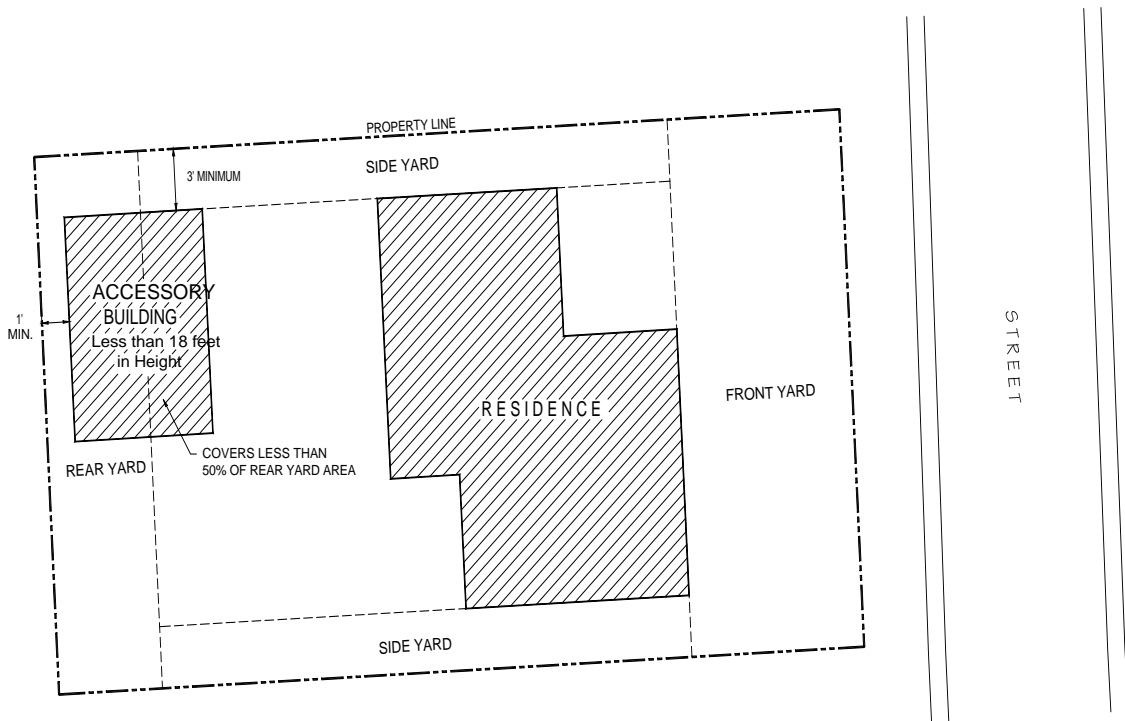 PROPERTY LINE
SIDE YARD
3' MINIMUM
ACCESSORY
BUILDING
Less than 18 feet
in Height
1'
MIN.
STREET
RESIDENCE
FRONT YARD
COVERS LESS THAN
50% OF REAR YARD AREA
REAR YARD
SIDE YARD